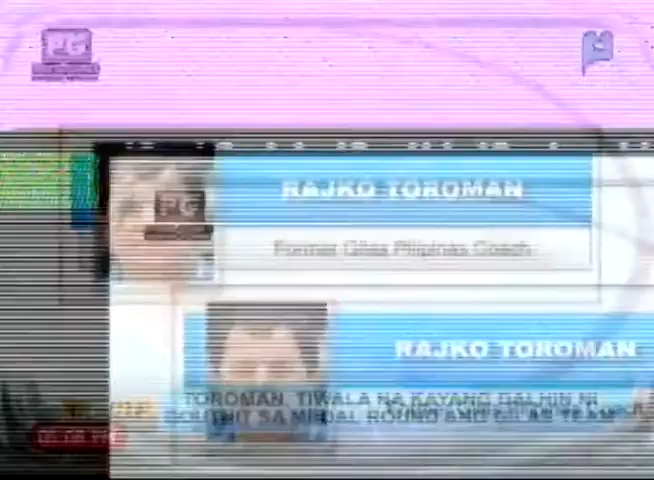 PG
RAJKO TOROMAN
PG
Former Gilas Pilipinas Coach
RAJKO TOROMAN
TOROMAN, TIWALA NA KAYANG DALHIN NI
DOUTHIT SA MEDAL ROUND ANG GILAS TEAM